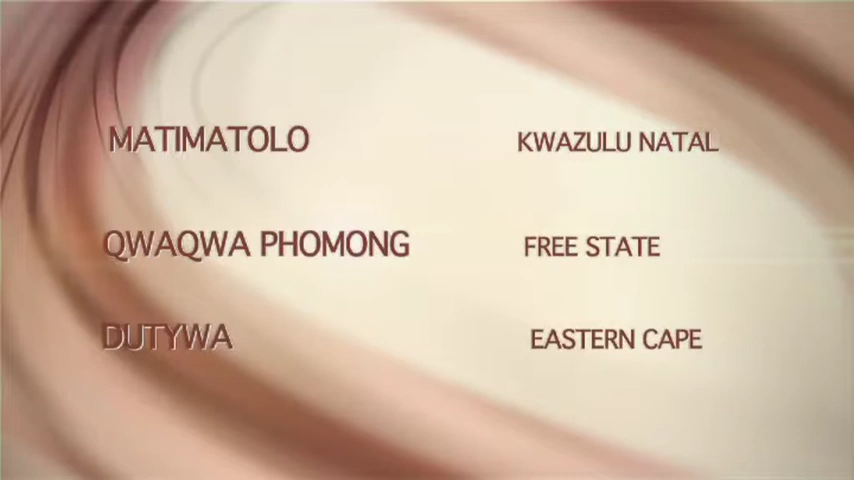 MATIMATOLO KWAZULU NATAL
QWAQWA PHOMONG FREE STATE
DUTYWA EASTERN CAPE